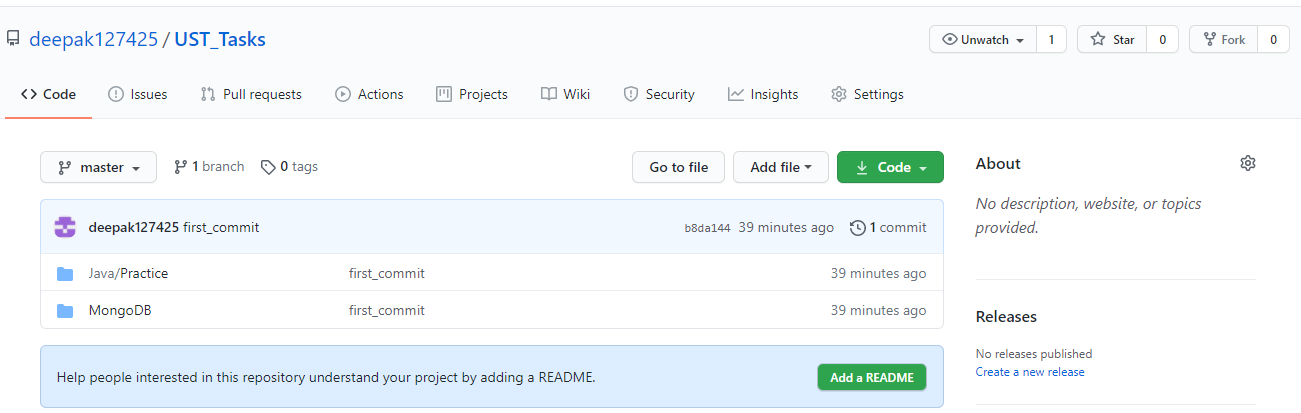 deepak127425 / UST_Tasks
Unwatch 1 Star 0 Fork 0
Code Issues Pull requests Actions Projects Wiki Security Insights Settings
master 1 branch 0 tags Go to file Add file Code
deepak127425 first_commit b8da144 39 minutes ago 1 commit
Java/Practice first_commit 39 minutes ago
MongoDB first_commit 39 minutes ago
Help people interested in this repository understand your project by adding a README. Add a README
About
No description, website, or topics
provided.
Releases
No releases published
Create a new release